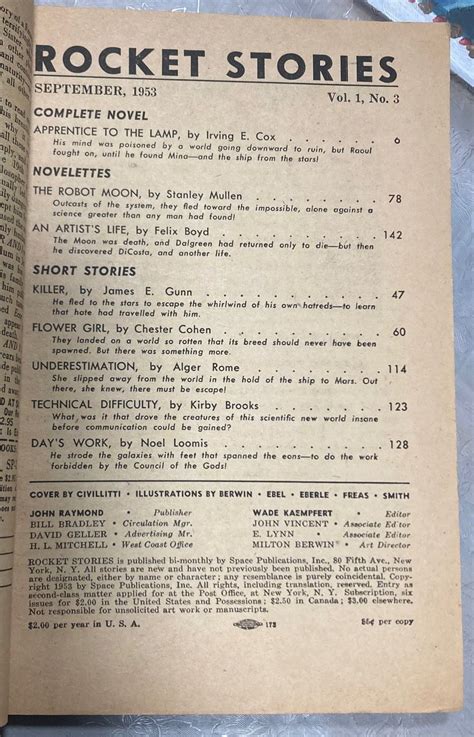 ROCKET STORIES
SEPTEMBER, 1953 Vol. 1, No. 3
COMPLETE NOVEL
APPRENTICE TO THE LAMP, by Irving E. Cox . . . . . . 6
His mind was poisoned by a world going downward to ruin, but Raoul
fought on, until he found Mina—and the ship from the stars!
NOVELETTES
THE ROBOT MOON, by Stanley Mullen . . . . . . . 78
Outcasts of the system, they fled toward the impossible, alone against a
science greater than any man had found!
AN ARTIST'S LIFE, by Felix Boyd . . . . . . . . 142
The Moon was death, and Dalgreen had returned only to die—but then
he discovered DiCosta, and another life.
SHORT STORIES
KILLER, by James E. Gunn . . . . . . . . . 47
He fled to the stars to escape the whirlwind of his own hatreds—to learn
that hate had travelled with him.
FLOWER GIRL, by Chester Cohen . . . . . . . . 60
They landed on a world so rotten that its breed should never have been
spawned. But there was something more.
UNDERESTIMATION, by Alger Rome . . . . . . . 114
She slipped away from the world in the hold of the ship to Mars. Out
there, she knew, there must be escape!
TECHNICAL DIFFICULTY, by Kirby Brooks . . . . . . 123
What was it that drove the creatures of this scientific new world insane
before communication could be gained?
DAY'S WORK, by Noel Loomis . . . . . . . . 128
He strode the galaxies with feet that spanned the eons—to do the work
forbidden by the Council of the Gods!
COVER BY CIVILLITTI • ILLUSTRATIONS BY BERWIN • EBEL • EBERLE • FREAS • SMITH
JOHN RAYMOND • Publisher WADE KAEMPFERT • Editor
BILL BRADLEY • Circulation Mgr. JOHN VINCENT • Associate Editor
DAVID GELLER • Advertising Mr. E. LYNN • Associate Editor
H. L. MITCHELL • West Coast Office MILTON BERWIN • Art Director
ROCKET STORIES is published bi-monthly by Space Publications, Inc., 80 Fifth Ave., New
York, N. Y. All stories are new and have not previously been published. No actual persons
are designated, either by name or character; any resemblance is purely coincidental. Copy-
right 1953 by Space Publications, Inc. All rights, including translation, reserved. Entry as
second-class matter applied for at the Post Office, at New York, N. Y. Subscription, six
issues for $2.00 in the United States and Possessions; $2.50 in Canada; $3.00 elsewhere.
Not responsible for unsolicited art work or manuscripts.
$2.00 per year in U. S. A. 173 35¢ per copy